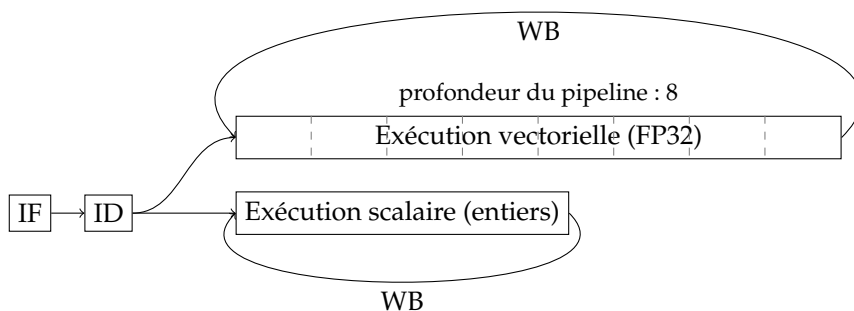 WB
profondeur du pipeline : 8
Exécution vectorielle (FP32)
IF
ID
Exécution scalaire (entiers)
WB